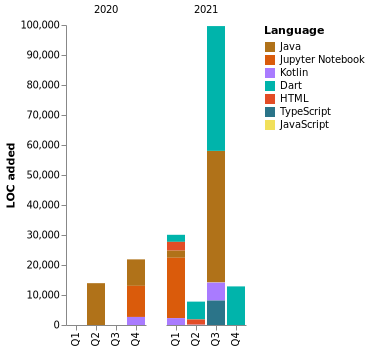 2020
2021
LOC added
100,000
90,000
80,000
70,000
60,000
50,000
40,000
30,000
20,000
10,000
0
Q1
Q2
Q3
Q4
Q1
Q2
Q3
Q4
Language
Java
Jupyter Notebook
Kotlin
Dart
HTML
TypeScript
JavaScript